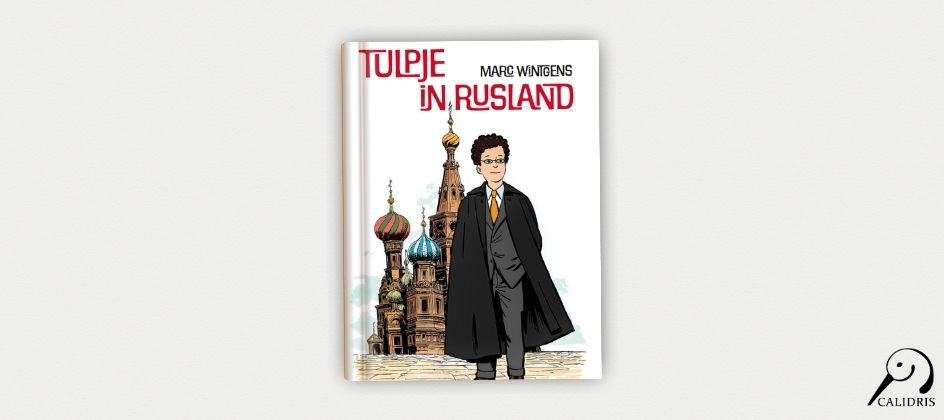 TULPJE
MARC WINTGENS
IN RUSLAND
CALIDRIS